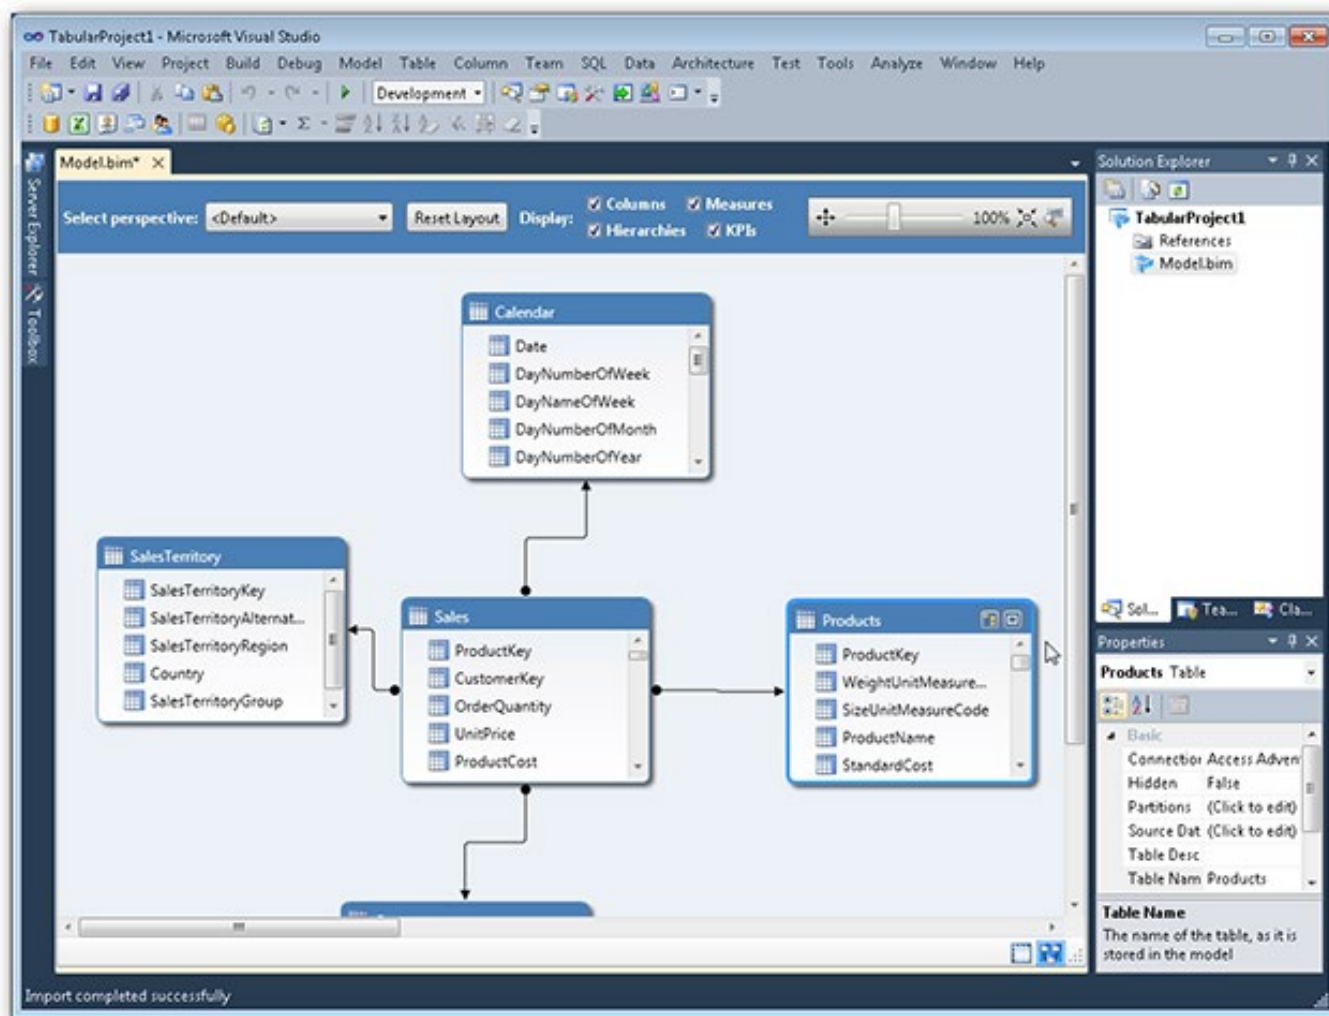 TabularProject1 - Microsoft Visual Studio
File Edit View Project Build Debug Model Table Column Team SQL Data Architecture Test Tools Analyze Window Help
Development
Model.bim*
Server Explorer
Toolbox
Select perspective: <Default> Reset Layout Display: Columns Measures
Hierarchies KPIs
100%
Calendar
Date
DayNumberOfWeek
DayNameOfWeek
DayNumberOfMonth
DayNumberOfYear
SalesTerritory
SalesTerritoryKey
SalesTerritoryAlternat...
SalesTerritoryRegion
Country
SalesTerritoryGroup
Sales
ProductKey
CustomerKey
OrderQuantity
UnitPrice
ProductCost
Products
ProductKey
WeightUnitMeasure...
SizeUnitMeasureCode
ProductName
StandardCost
Solution Explorer
TabularProject1
References
Model.bim
Sol... Tea... Cla...
Properties
Products Table
Basic
Connection Access Adven
Hidden False
Partitions (Click to edit)
Source Dat (Click to edit)
Table Desc
Table Nam Products
Table Name
The name of the table, as it is
stored in the model
Import completed successfully